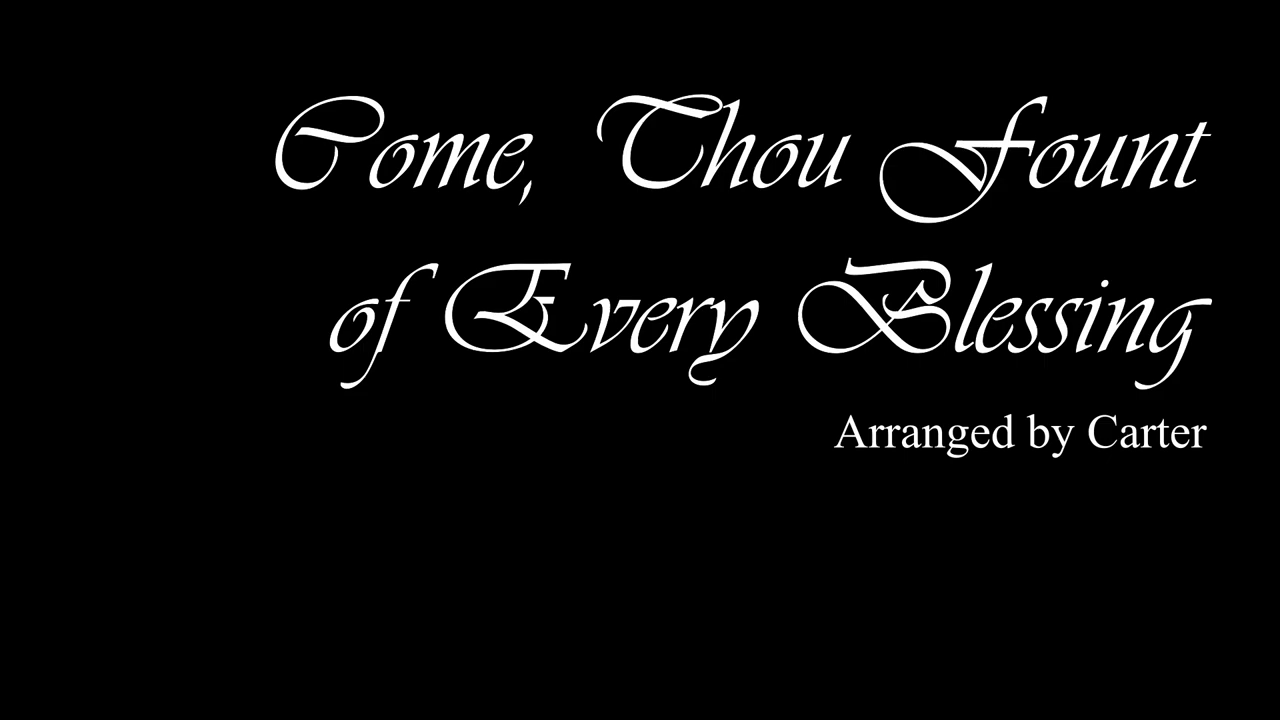 Come, Thou Fount
of Every Blessing
Arranged by Carter